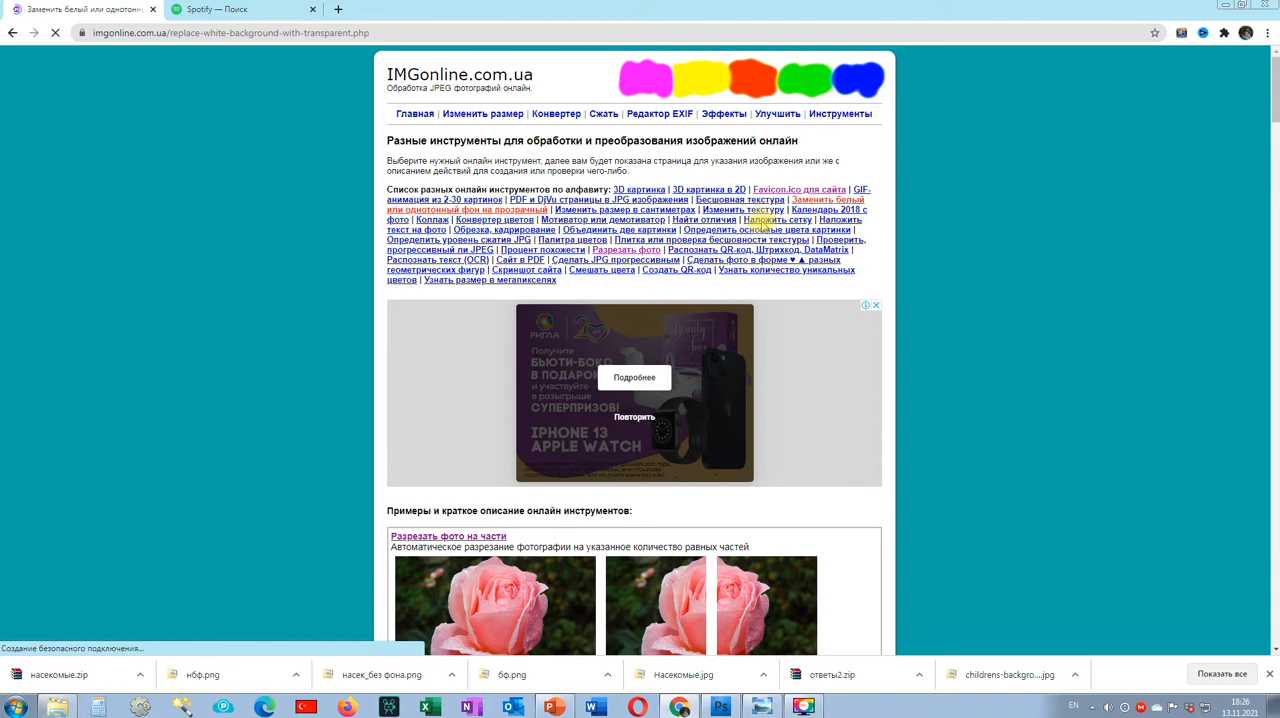 Заменить белый или однотонн
Spotify — Поиск
imgonline.com.ua/replace-white-background-with-transparent.php
IMGonline.com.ua
Обработка JPEG фотографий онлайн.
Главная | Изменить размер | Конвертер | Сжать | Редактор EXIF | Эффекты | Улучшить | Инструменты
Разные инструменты для обработки и преобразования изображений онлайн
Выберите нужный онлайн инструмент, далее вам будет показана страница для указания изображения или же с
описанием действий для создания или проверки чего-либо.
Список разных онлайн инструментов по алфавиту: 3D картинка | 3D картинка в 2D | Favicon.ico для сайта | GIF-
анимация из 2-30 картинок | PDF и DjVu страницы в JPG изображения | Бесшовная текстура | Заменить белый
или однотонный фон на прозрачный | Изменить размер в сантиметрах | Изменить текстуру | Календарь 2018 с
фото | Коллаж | Конвертер цветов | Мотиватор или демотиватор | Найти отличия | Наложить сетку | Наложить
текст на фото | Обрезка, кадрирование | Объединить две картинки | Определить основные цвета картинки |
Определить уровень сжатия JPG | Палитра цветов | Плитка или проверка бесшовности текстуры | Проверить,
прогрессивный ли JPEG | Процент похожести | Разрезать фото | Распознать QR-код, Штрихкод, DataMatrix |
Распознать текст (OCR) | Сайт в PDF | Сделать JPG прогрессивным | Сделать фото в форме ♥ ▲ разных
геометрических фигур | Скриншот сайта | Смешать цвета | Создать QR-код | Узнать количество уникальных
цветов | Узнать размер в мегапикселях
РИГЛА
Beauty box
Получите
БЬЮТИ-БОКС
В ПОДАРОК
и участвуйте
в розыгрыше
СУПЕРПРИЗОВ!
IPHONE 13
APPLE WATCH
Подробнее
Повторить
Примеры и краткое описание онлайн инструментов:
Разрезать фото на части
Автоматическое разрезание фотографии на указанное количество равных частей
Создание безопасного подключения...
насекомые.zip
нбф.png
насек_без фона.png
бф.png
Насекомые.jpg
ответы2.zip
childrens-backgro....jpg
Показать все
EN
18:26
13.11.2021